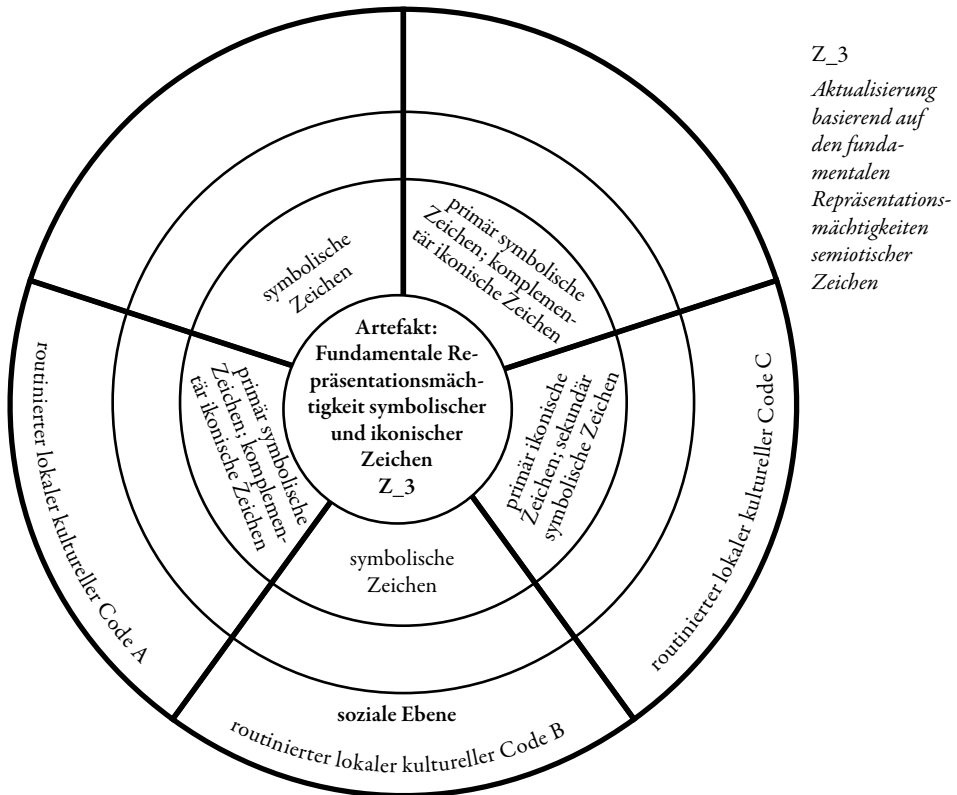 Z_3
Aktualisierung
basierend auf
den funda-
mentalen
Repräsentations-
mächtigkeiten
semiotischer
Zeichen
symbolische
Zeichen
primär symbolische
Zeichen; komplemen-
tär ikonische Zeichen
Artefakt:
Fundamentale Re-
präsentationsmäch-
tigkeit symbolischer
und ikonischer
Zeichen
Z_3
primär symbolische
Zeichen; komplemen-
tär ikonische Zeichen
primär ikonische
Zeichen; sekundär
symbolische Zeichen
symbolische
Zeichen
routinierter lokaler kultureller Code A
soziale Ebene
routinierter lokaler kultureller Code B
routinierter lokaler kultureller Code C